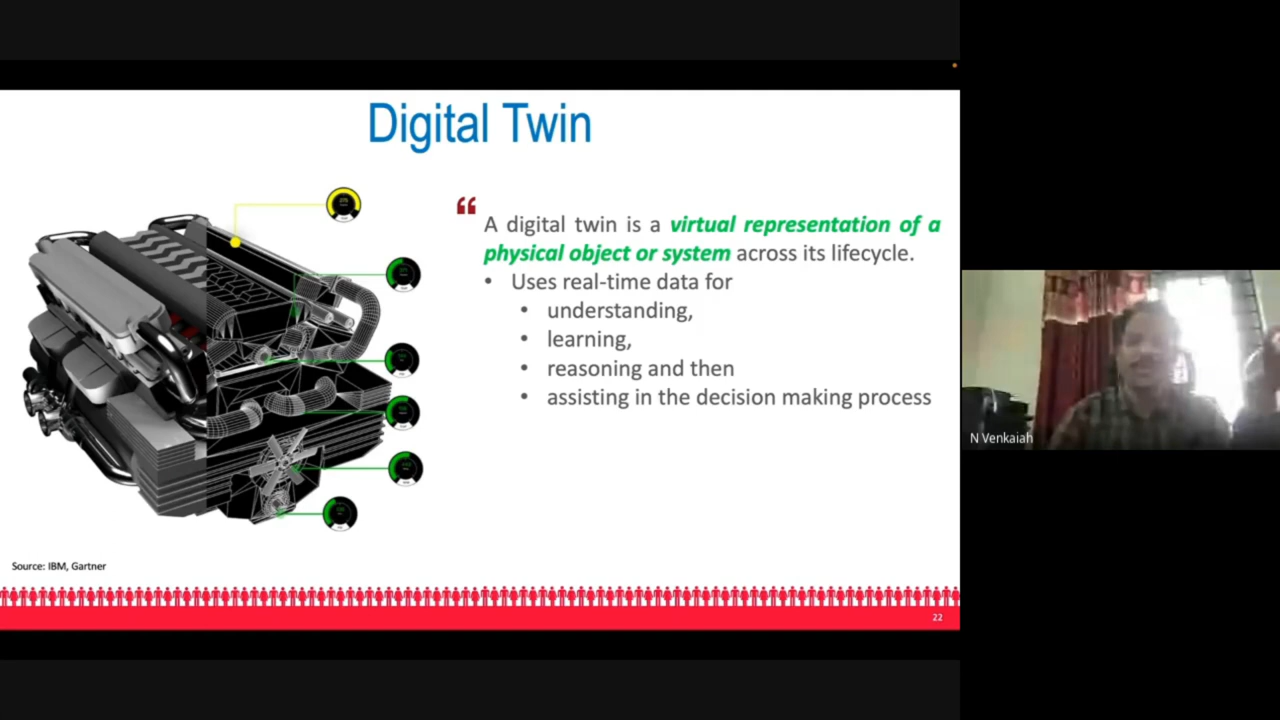 Digital Twin
“
A digital twin is a virtual representation of a
physical object or system across its lifecycle.
• Uses real-time data for
• understanding,
• learning,
• reasoning and then
• assisting in the decision making process
N Venkaiah
Source: IBM, Gartner
22